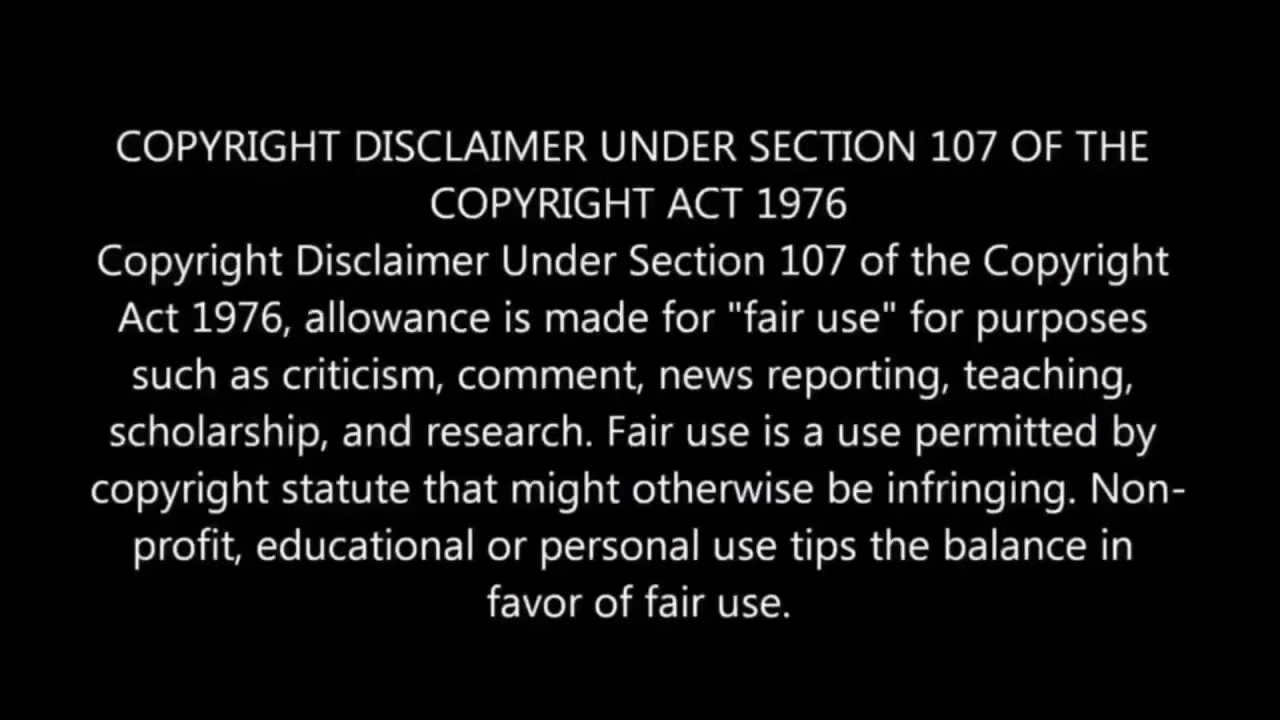 COPYRIGHT DISCLAIMER UNDER SECTION 107 OF THE
COPYRIGHT ACT 1976
Copyright Disclaimer Under Section 107 of the Copyright
Act 1976, allowance is made for "fair use" for purposes
such as criticism, comment, news reporting, teaching,
scholarship, and research. Fair use is a use permitted by
copyright statute that might otherwise be infringing. Non-
profit, educational or personal use tips the balance in
favor of fair use.